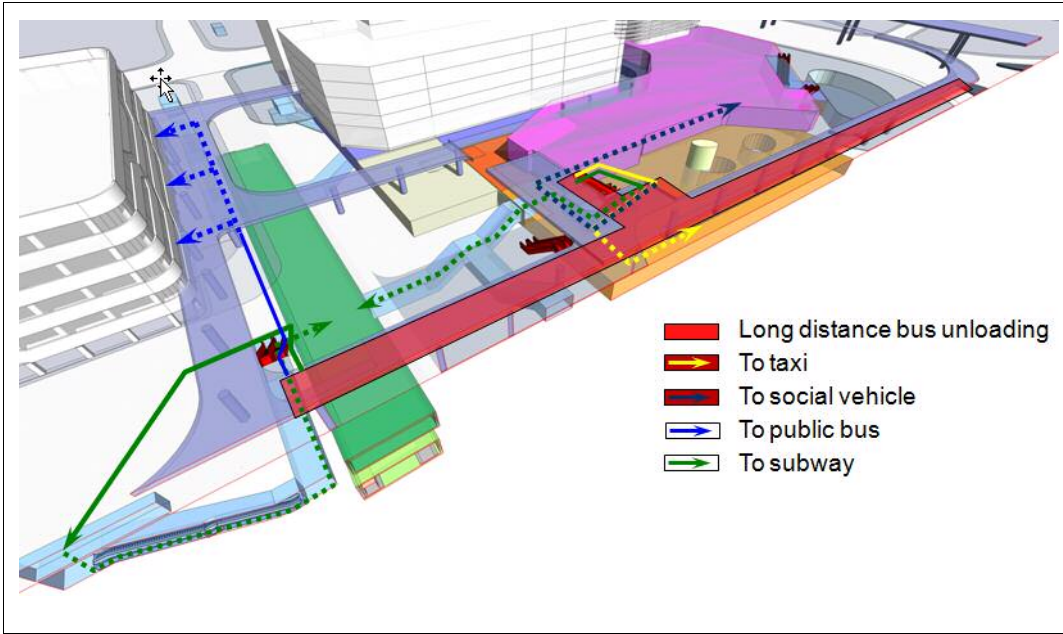 Long distance bus unloading
To taxi
To social vehicle
To public bus
To subway